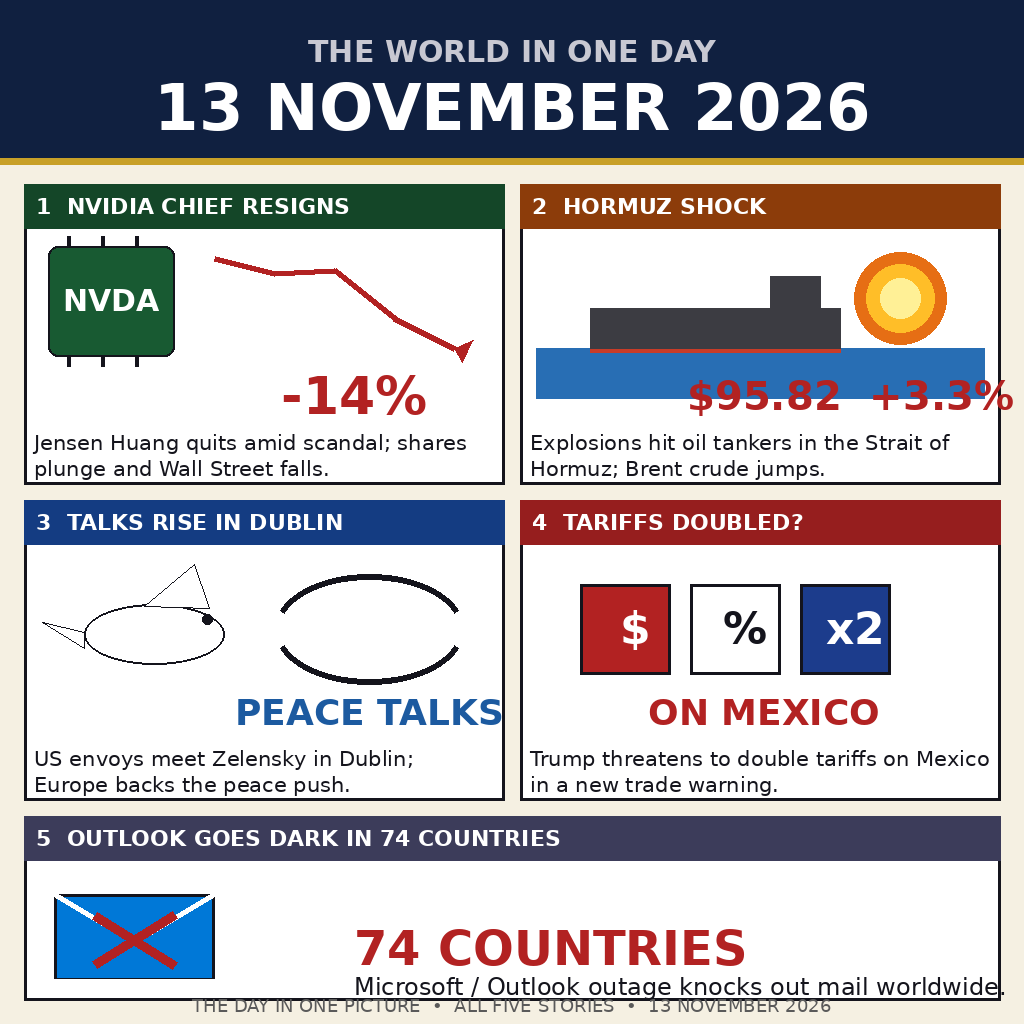 THE WORLD IN ONE DAY
13 NOVEMBER 2026
1 NVIDIA CHIEF RESIGNS
NVDA
-14%
Jensen Huang quits amid scandal; shares
plunge and Wall Street falls.
2 HORMUZ SHOCK
$95.82 +3.3%
Explosions hit oil tankers in the Strait of
Hormuz; Brent crude jumps.
3 TALKS RISE IN DUBLIN
PEACE TALKS
US envoys meet Zelensky in Dublin;
Europe backs the peace push.
4 TARIFFS DOUBLED?
$ % x2
ON MEXICO
Trump threatens to double tariffs on Mexico
in a new trade warning.
5 OUTLOOK GOES DARK IN 74 COUNTRIES
74 COUNTRIES
Microsoft / Outlook outage knocks out mail worldwide.
THE DAY IN ONE PICTURE • ALL FIVE STORIES • 13 NOVEMBER 2026